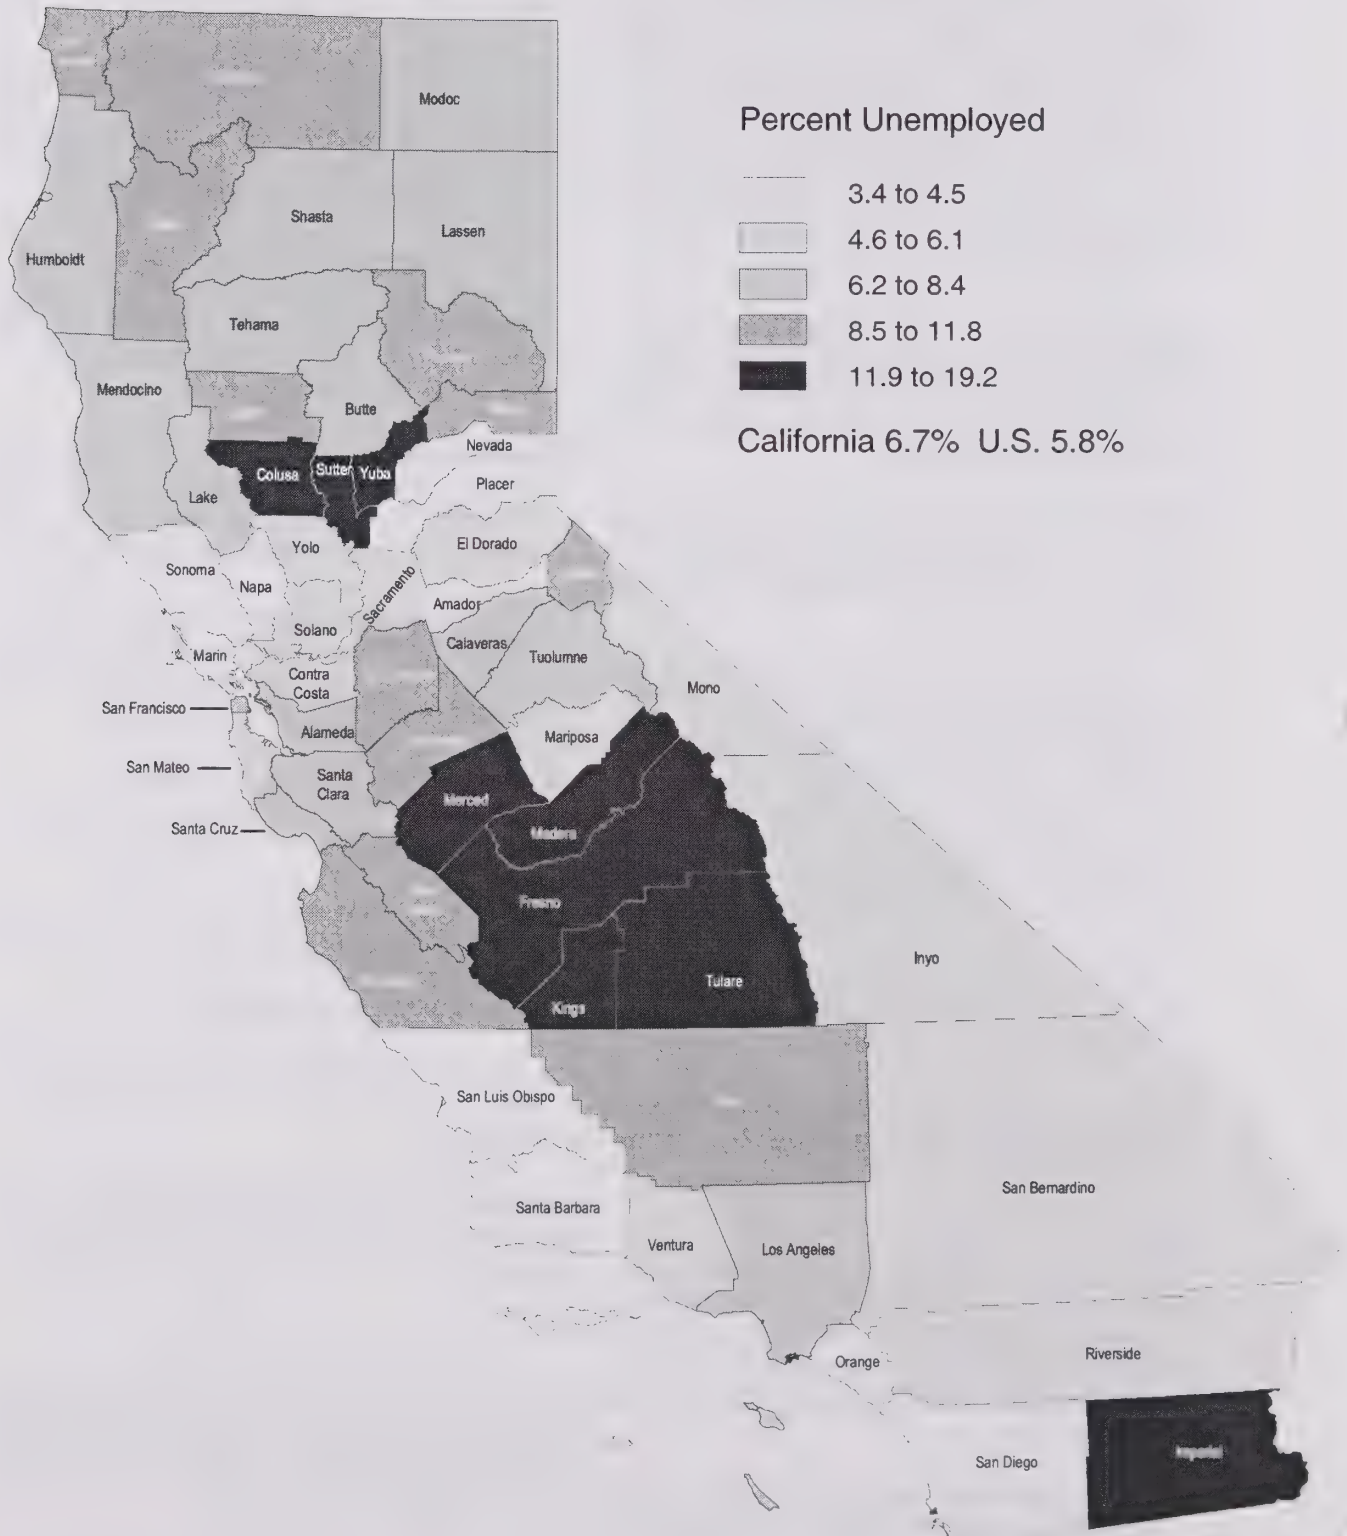 Modoc
Percent Unemployed
3.4 to 4.5
4.6 to 6.1
6.2 to 8.4
8.5 to 11.8
11.9 to 19.2
California 6.7% U.S. 5.8%
Shasta
Lassen
Humboldt
Tehama
Mendocino
Butte
Nevada
Colusa
Sutter
Yuba
Placer
Lake
Yolo
El Dorado
Sonoma
Napa
Sacramento
Amador
Solano
Calaveras
Marin
Tuolumne
Contra
Costa
Mono
San Francisco
Alameda
Mariposa
San Mateo
Santa
Clara
Merced
Santa Cruz
Madera
Fresno
Inyo
Tulare
Kings
San Luis Obispo
San Bernardino
Santa Barbara
Ventura
Los Angeles
Orange
Riverside
San Diego
Imperial